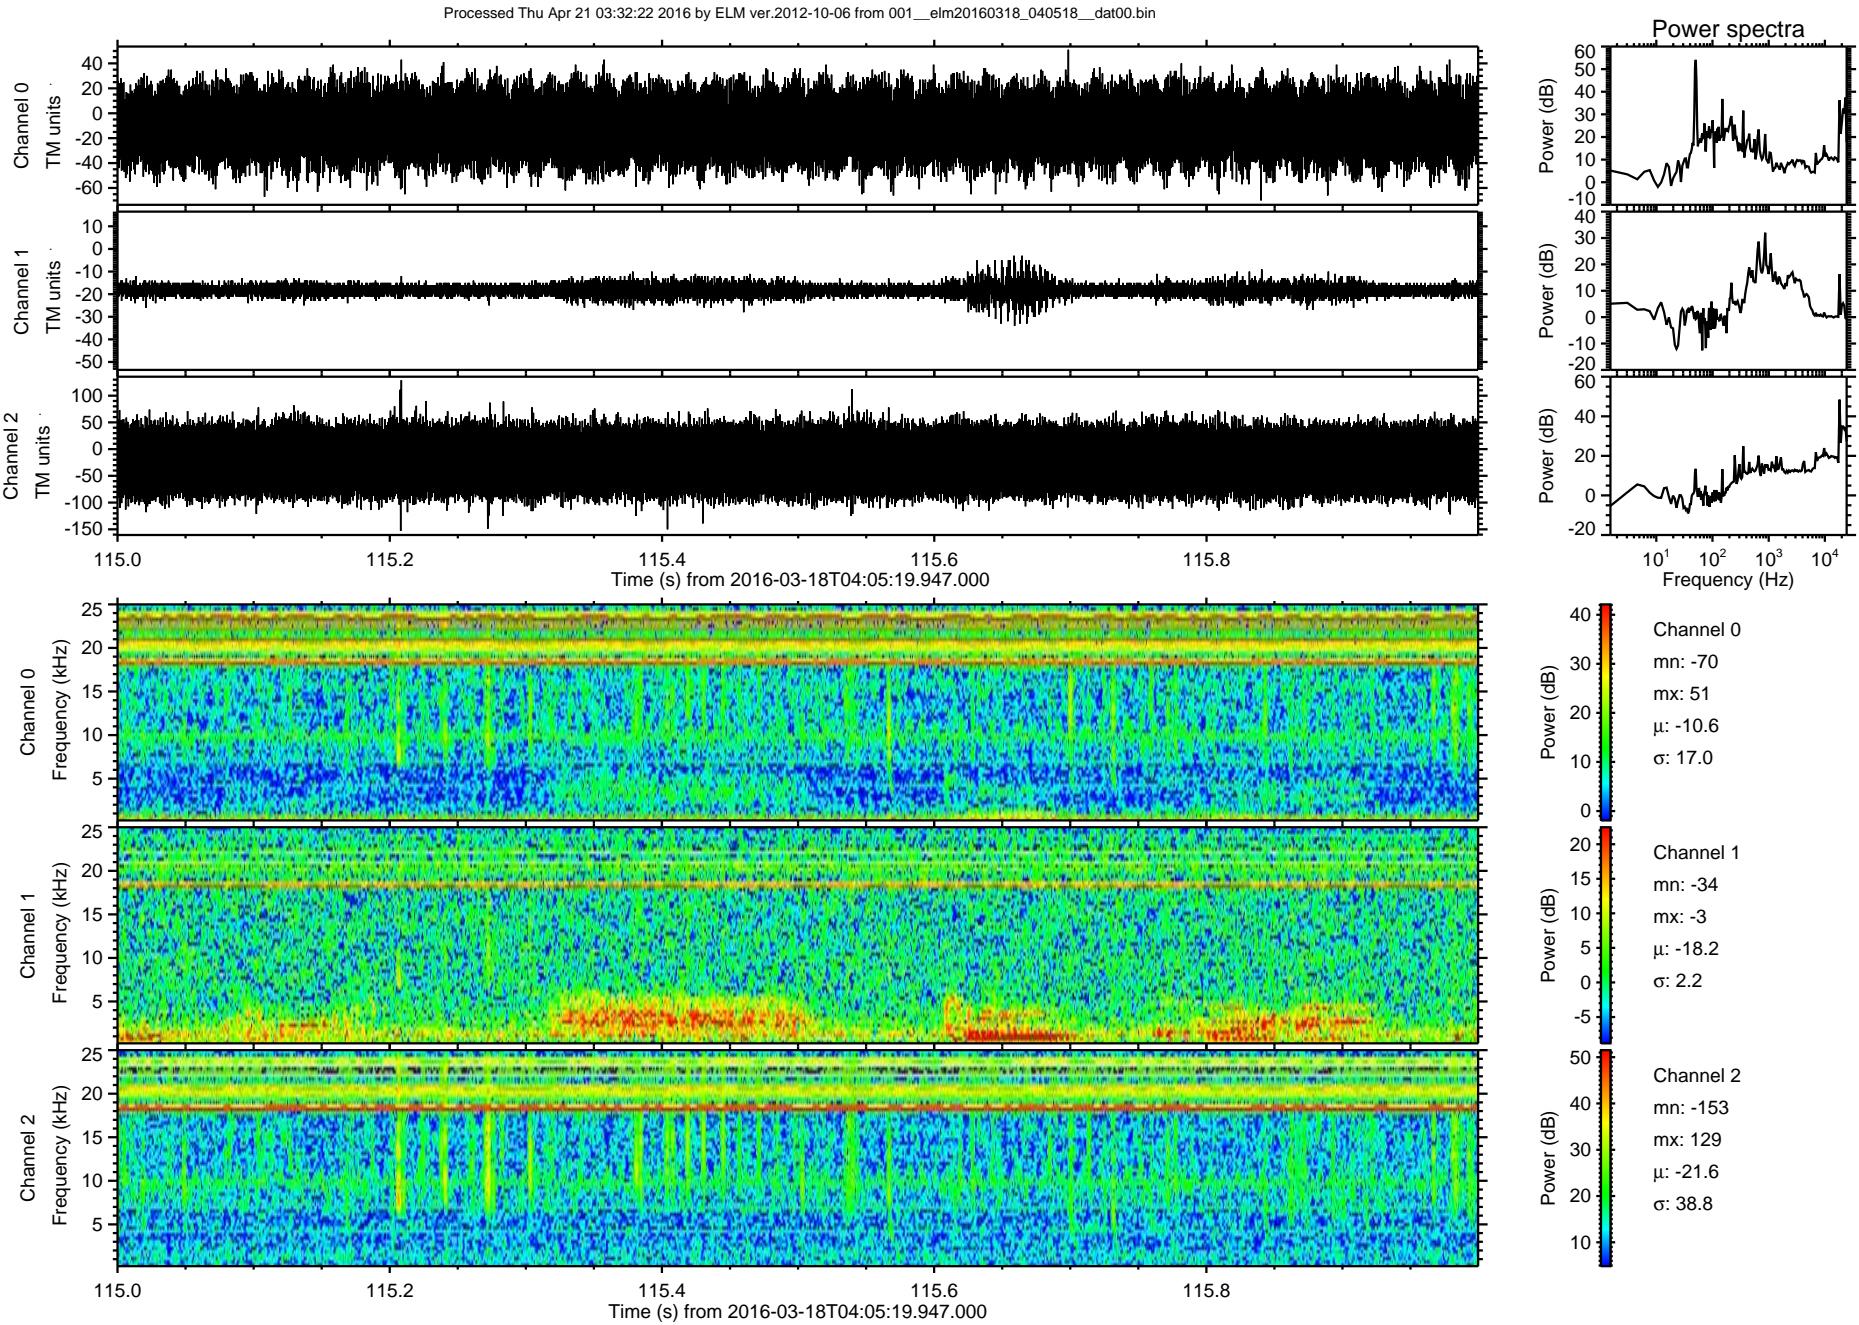 Processed Thu Apr 21 03:32:22 2016 by ELM ver.2012-10-06 from 001__elm20160318_040518__dat00.bin
Power spectra
Channel 0
TM units
40
20
0
-20
-40
-60
Power (dB)
60
50
40
30
20
10
0
-10
Channel 1
TM units
10
0
-10
-20
-30
-40
-50
Power (dB)
40
30
20
10
0
-10
-20
Channel 2
TM units
100
50
0
-50
-100
-150
Power (dB)
60
40
20
0
-20
115.0 115.2 115.4 115.6 115.8
Time (s) from 2016-03-18T04:05:19.947.000
10^1 10^2 10^3 10^4
Frequency (Hz)
Channel 0
Frequency (kHz)
25
20
15
10
5
Power (dB)
40
30
20
10
0
Channel 0
mn: -70
mx: 51
µ: -10.6
σ: 17.0
Channel 1
Frequency (kHz)
25
20
15
10
5
Power (dB)
20
15
10
5
0
-5
Channel 1
mn: -34
mx: -3
µ: -18.2
σ: 2.2
Channel 2
Frequency (kHz)
25
20
15
10
5
Power (dB)
50
40
30
20
10
Channel 2
mn: -153
mx: 129
µ: -21.6
σ: 38.8
115.0 115.2 115.4 115.6 115.8
Time (s) from 2016-03-18T04:05:19.947.000